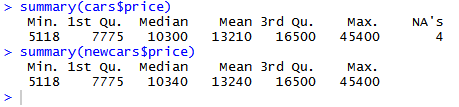 > summary(cars$price)
Min. 1st Qu. Median Mean 3rd Qu. Max. NA's
5118 7775 10300 13210 16500 45400 4
> summary(newcars$price)
Min. 1st Qu. Median Mean 3rd Qu. Max.
5118 7775 10340 13240 16500 45400
>